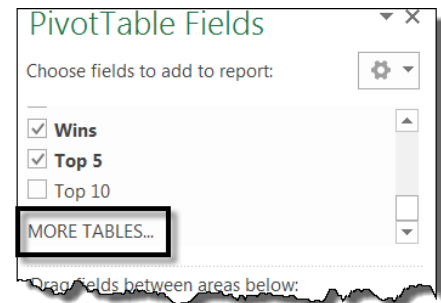 PivotTable Fields
Choose fields to add to report:
Wins
Top 5
Top 10
MORE TABLES...
Drag fields between areas below: